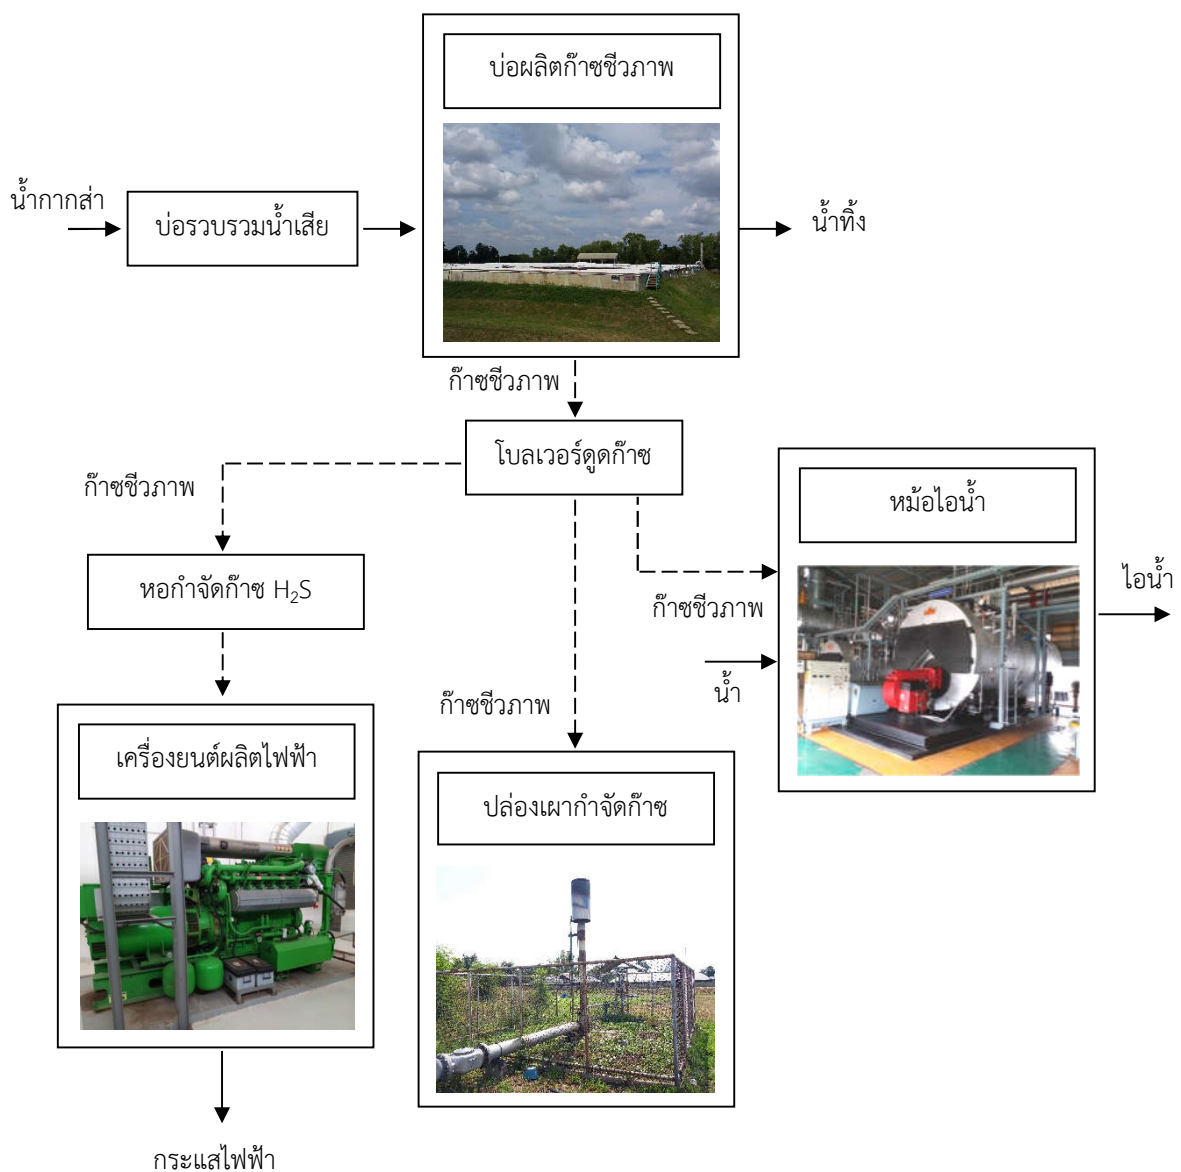 บ่อผลิตก๊าซชีวภาพ
น้ำกากส่า
บ่อรวบรวมน้ำเสีย
น้ำทิ้ง
ก๊าซชีวภาพ
โบลเวอร์ดูดก๊าซ
ก๊าซชีวภาพ
หม้อไอน้ำ
หอกำจัดก๊าซ H₂S
ไอน้ำ
ก๊าซชีวภาพ
น้ำ
ก๊าซชีวภาพ
เครื่องยนต์ผลิตไฟฟ้า
ปล่องเผากำจัดก๊าซ
กระแสไฟฟ้า